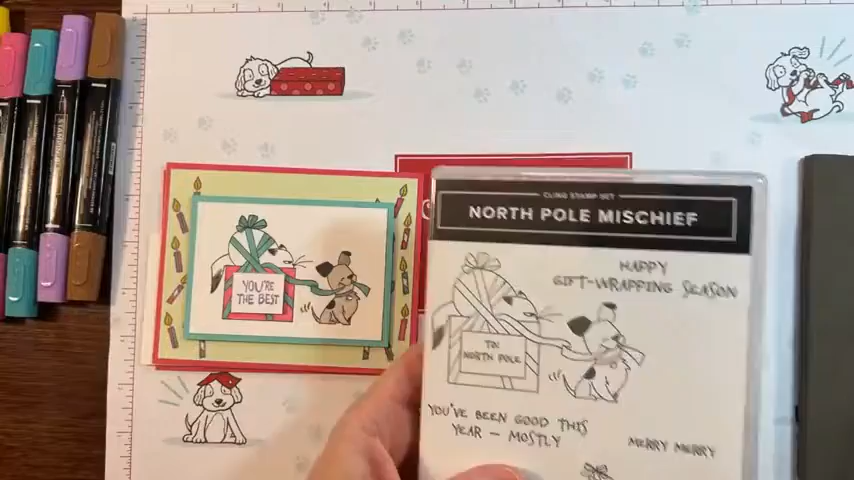 CLING STAMP SET
NORTH POLE MISCHIEF
HAPPY
GIFT-WRAPPING SEASON
TO:
NORTH POLE
YOU'VE BEEN GOOD THIS
YEAR — MOSTLY
MERRY MERRY
YOU'RE
THE BEST